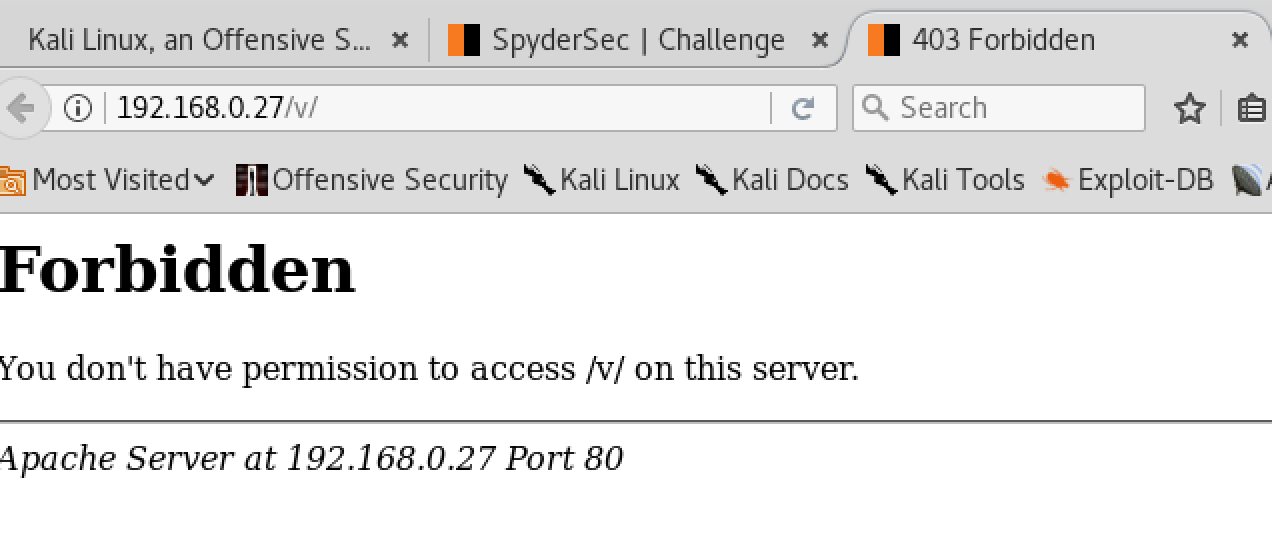 Kali Linux, an Offensive S... SpyderSec | Challenge 403 Forbidden
192.168.0.27/v/ Search
Most Visited Offensive Security Kali Linux Kali Docs Kali Tools Exploit-DB
Forbidden
You don't have permission to access /v/ on this server.
Apache Server at 192.168.0.27 Port 80